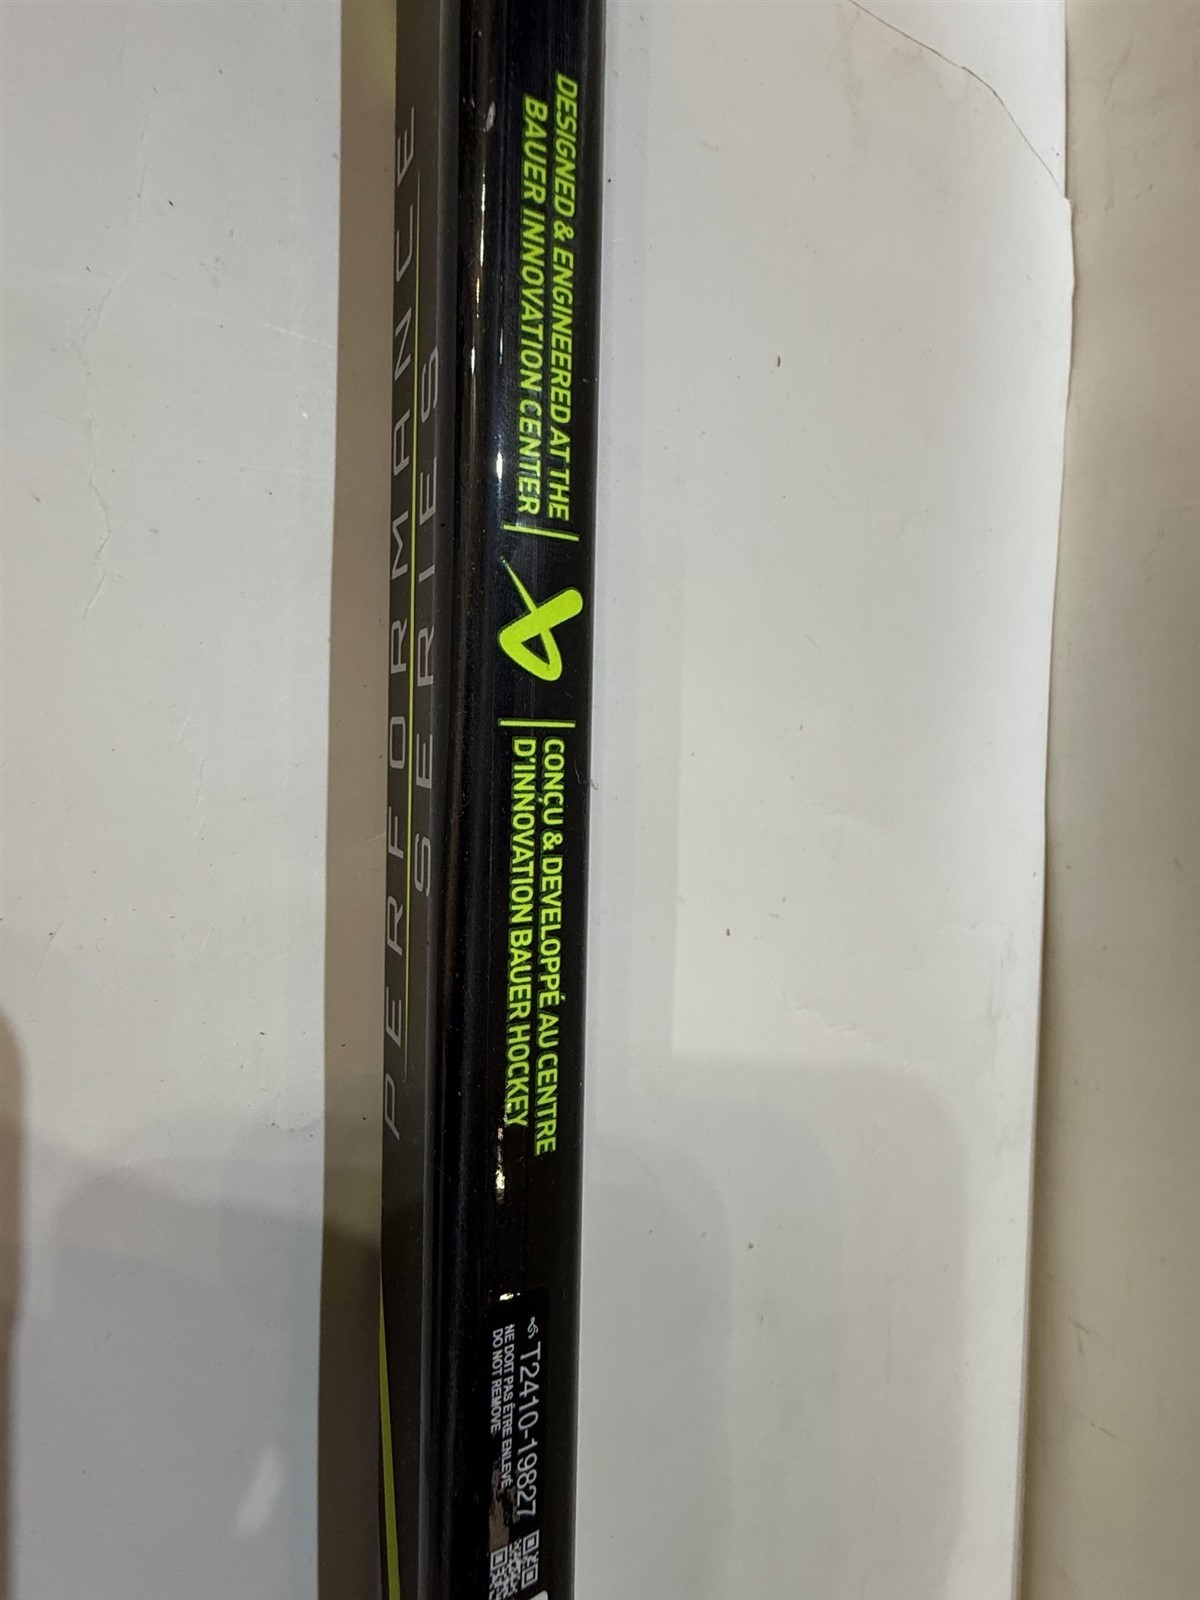 PERFORMANCE
SERIES
DESIGNED & ENGINEERED AT THE
BAUER INNOVATION CENTER
CONÇU & DEVELOPPÉ AU CENTRE
D'INNOVATION BAUER HOCKEY
T2410-19827
NE DOIT PAS ÊTRE ENLEVÉ
DO NOT REMOVE